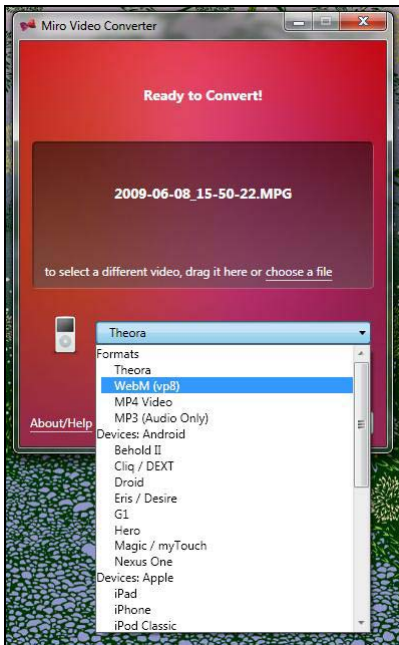 Miro Video Converter
Ready to Convert!
2009-06-08_15-50-22.MPG
to select a different video, drag it here or choose a file
Theora
Formats
Theora
WebM (vp8)
MP4 Video
MP3 (Audio Only)
About/Help
Devices: Android
Behold II
Cliq / DEXT
Droid
Eris / Desire
G1
Hero
Magic / myTouch
Nexus One
Devices: Apple
iPad
iPhone
iPod Classic